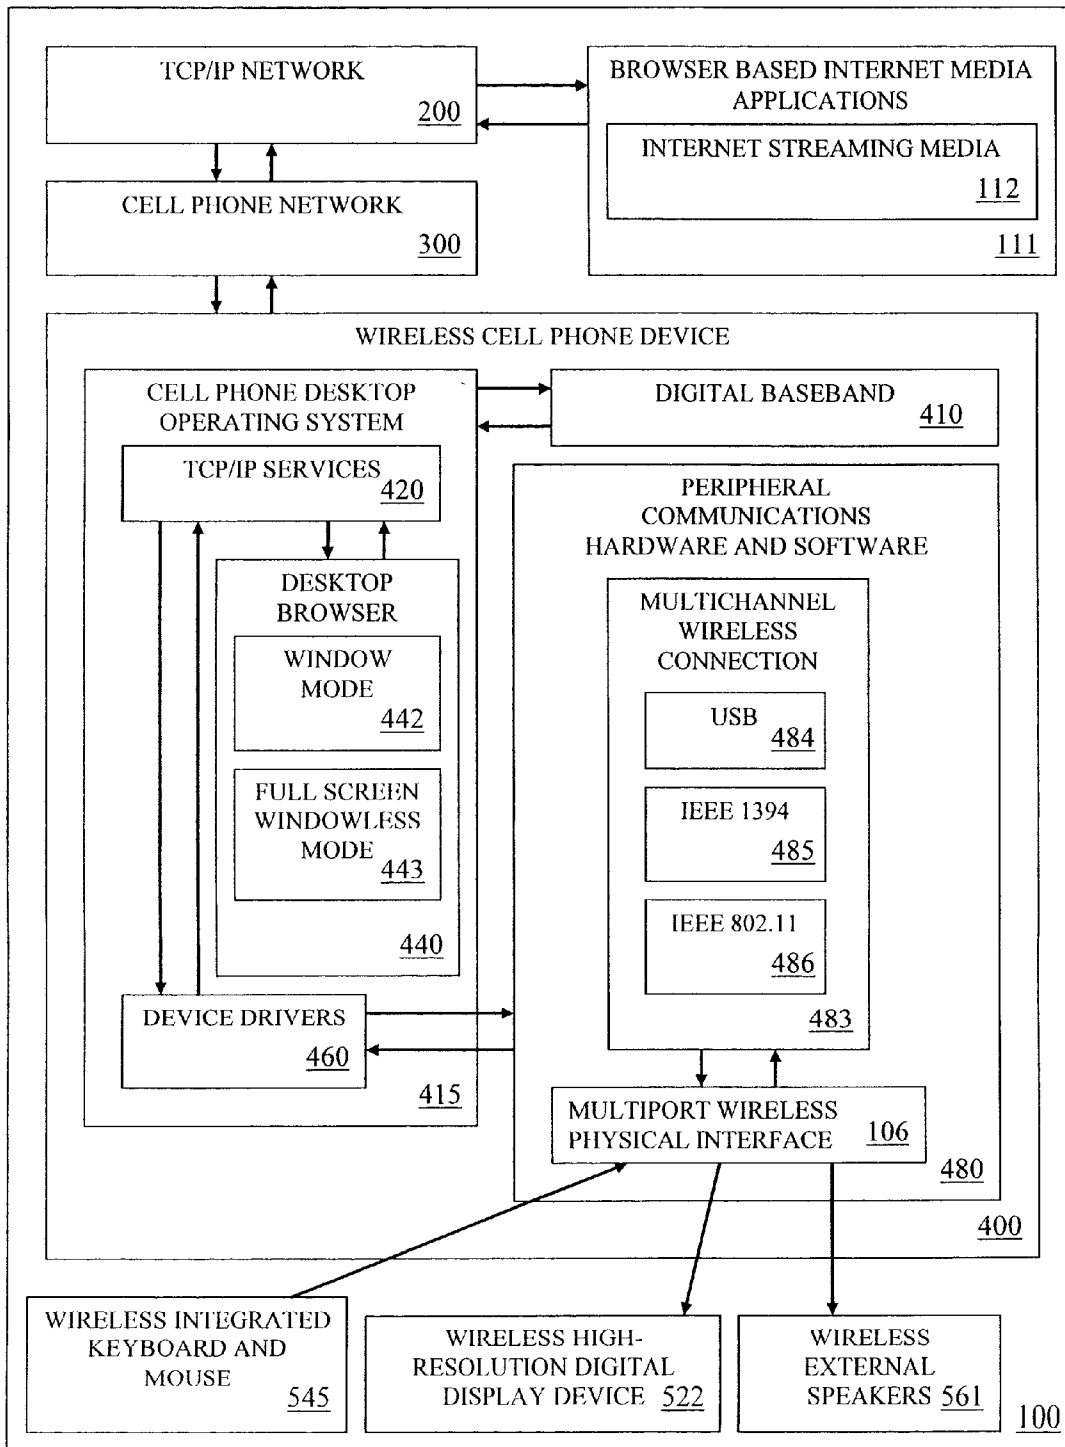 TCP/IP NETWORK
200
BROWSER BASED INTERNET MEDIA
APPLICATIONS
INTERNET STREAMING MEDIA
112
111
CELL PHONE NETWORK
300
WIRELESS CELL PHONE DEVICE
CELL PHONE DESKTOP
OPERATING SYSTEM
DIGITAL BASEBAND
410
TCP/IP SERVICES
420
DESKTOP
BROWSER
WINDOW
MODE
442
FULL SCREEN
WINDOWLESS
MODE
443
440
DEVICE DRIVERS
460
415
PERIPHERAL
COMMUNICATIONS
HARDWARE AND SOFTWARE
MULTICHANNEL
WIRELESS
CONNECTION
USB
484
IEEE 1394
485
IEEE 802.11
486
483
MULTIPORT WIRELESS
PHYSICAL INTERFACE
106
480
400
WIRELESS INTEGRATED
KEYBOARD AND
MOUSE
545
WIRELESS HIGH-
RESOLUTION DIGITAL
DISPLAY DEVICE
522
WIRELESS
EXTERNAL
SPEAKERS
561
100